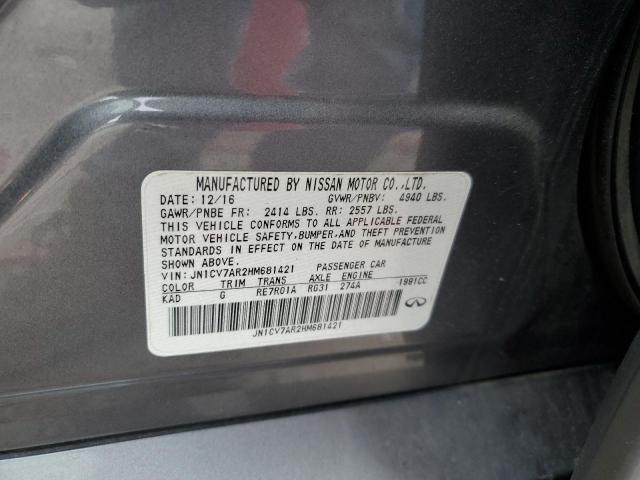 MANUFACTURED BY NISSAN MOTOR CO.,LTD.
DATE: 12/16 GVWR/PNBV: 4940 LBS.
GAWR/PNBE FR: 2414 LBS. RR: 2557 LBS.
THIS VEHICLE CONFORMS TO ALL APPLICABLE FEDERAL
MOTOR VEHICLE SAFETY, BUMPER, AND THEFT PREVENTION
STANDARDS IN EFFECT ON THE DATE OF MANUFACTURE
SHOWN ABOVE.
VIN: JN1CV7AR2HM681421 PASSENGER CAR
COLOR TRIM TRANS AXLE ENGINE
KAD G RE7R01A RG31 274A 1991CC
JN1CV7AR2HM681421